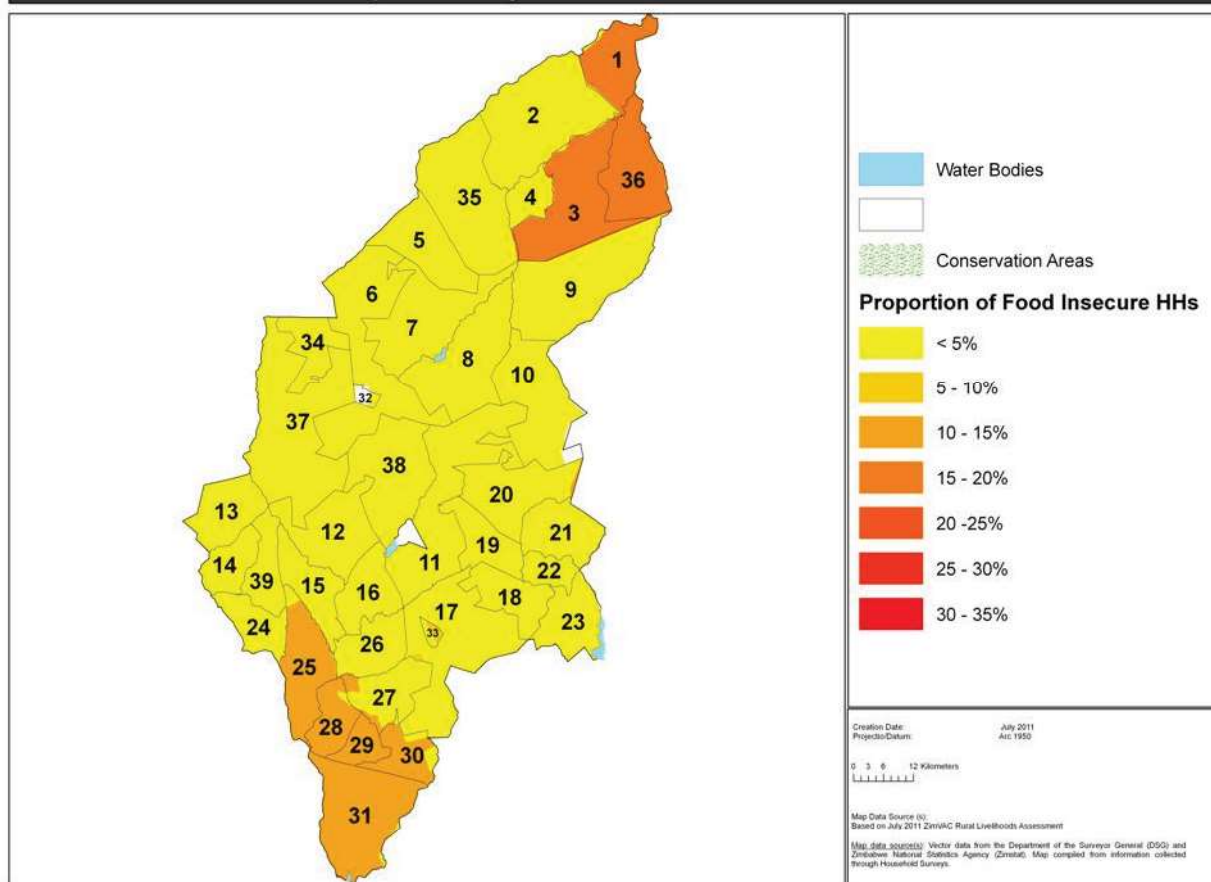 1
2
36
4
35
3
5
9
6
7
34
8
10
32
37
38
20
13
21
12
19
14
11
22
39
15
16
18
17
23
24
33
26
25
27
28
29
30
31
Water Bodies
Conservation Areas
Proportion of Food Insecure HHs
< 5%
5 - 10%
10 - 15%
15 - 20%
20 -25%
25 - 30%
30 - 35%
Creation Date: July 2011
Projectio/Datum: Arc 1950
0 3 6 12 Kilometers
Map Data Source (s):
Based on July 2011 ZimVAC Rural Livelihoods Assessment
Map data source(s): Vector data from the Department of the Surveyor General (DSG) and
Zimbabwe National Statistics Agency (Zimstat). Map compiled from information collected
through Household Surveys.